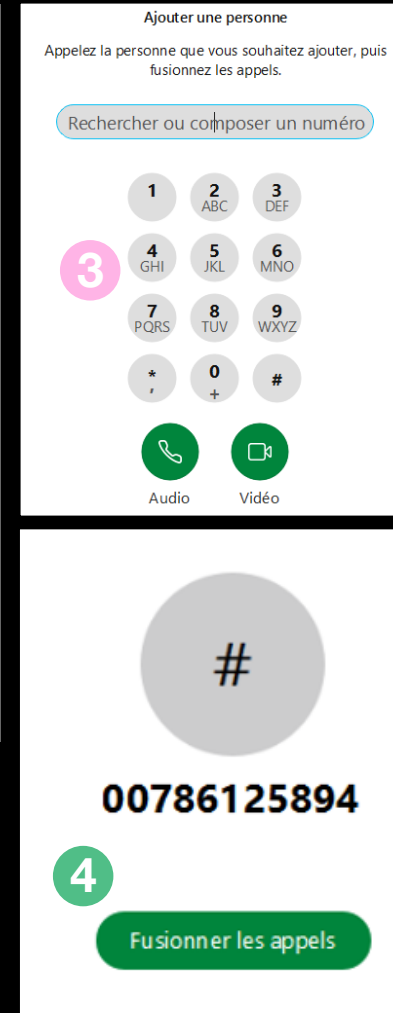 Ajouter une personne
Appelez la personne que vous souhaitez ajouter, puis
fusionnez les appels.
Rechercher ou composer un numéro
1 2 3
ABC DEF
3
4 5 6
GHI JKL MNO
7 8 9
PQRS TUV WXYZ
* 0 #
, +
Audio Vidéo
#
00786125894
4
Fusionner les appels